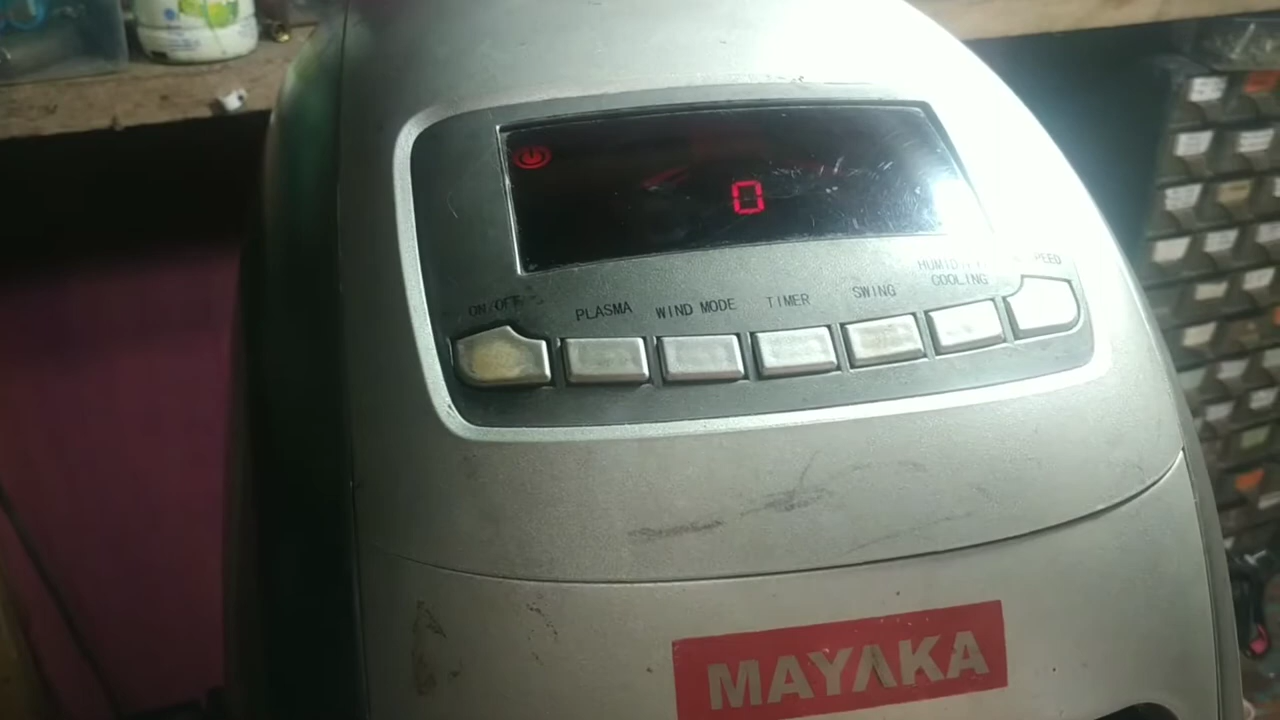 0
ON/OFF
PLASMA
WIND MODE
TIMER
SWING
COOLING
MAYAKA